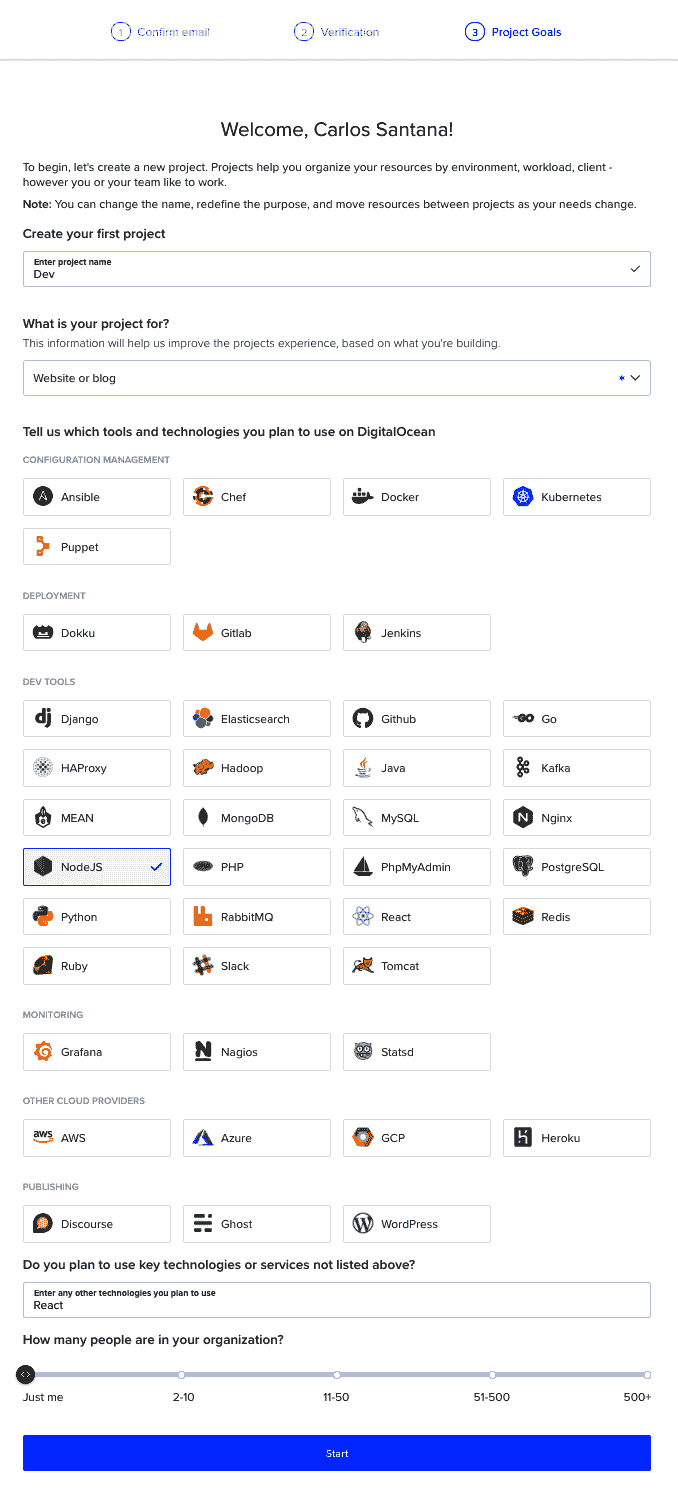 1 Confirm email 2 Verification 3 Project Goals
Welcome, Carlos Santana!
To begin, let's create a new project. Projects help you organize your resources by environment, workload, client -
however you or your team like to work.
Note: You can change the name, redefine the purpose, and move resources between projects as your needs change.
Create your first project
Enter project name
Dev
What is your project for?
This information will help us improve the projects experience, based on what you're building.
Website or blog
Tell us which tools and technologies you plan to use on DigitalOcean
CONFIGURATION MANAGEMENT
Ansible Chef Docker Kubernetes
Puppet
DEPLOYMENT
Dokku Gitlab Jenkins
DEV TOOLS
dj Django Elasticsearch Github GO Go
HAProxy Hadoop Java Kafka
MEAN MongoDB MySQL N Nginx
NodeJS PHP PhpMyAdmin PostgreSQL
Python RabbitMQ React Redis
Ruby Slack Tomcat
MONITORING
Grafana N Nagios Statsd
OTHER CLOUD PROVIDERS
aws AWS Azure GCP Heroku
PUBLISHING
Discourse Ghost WordPress
Do you plan to use key technologies or services not listed above?
Enter any other technologies you plan to use
React
How many people are in your organization?
Just me 2-10 11-50 51-500 500+
Start